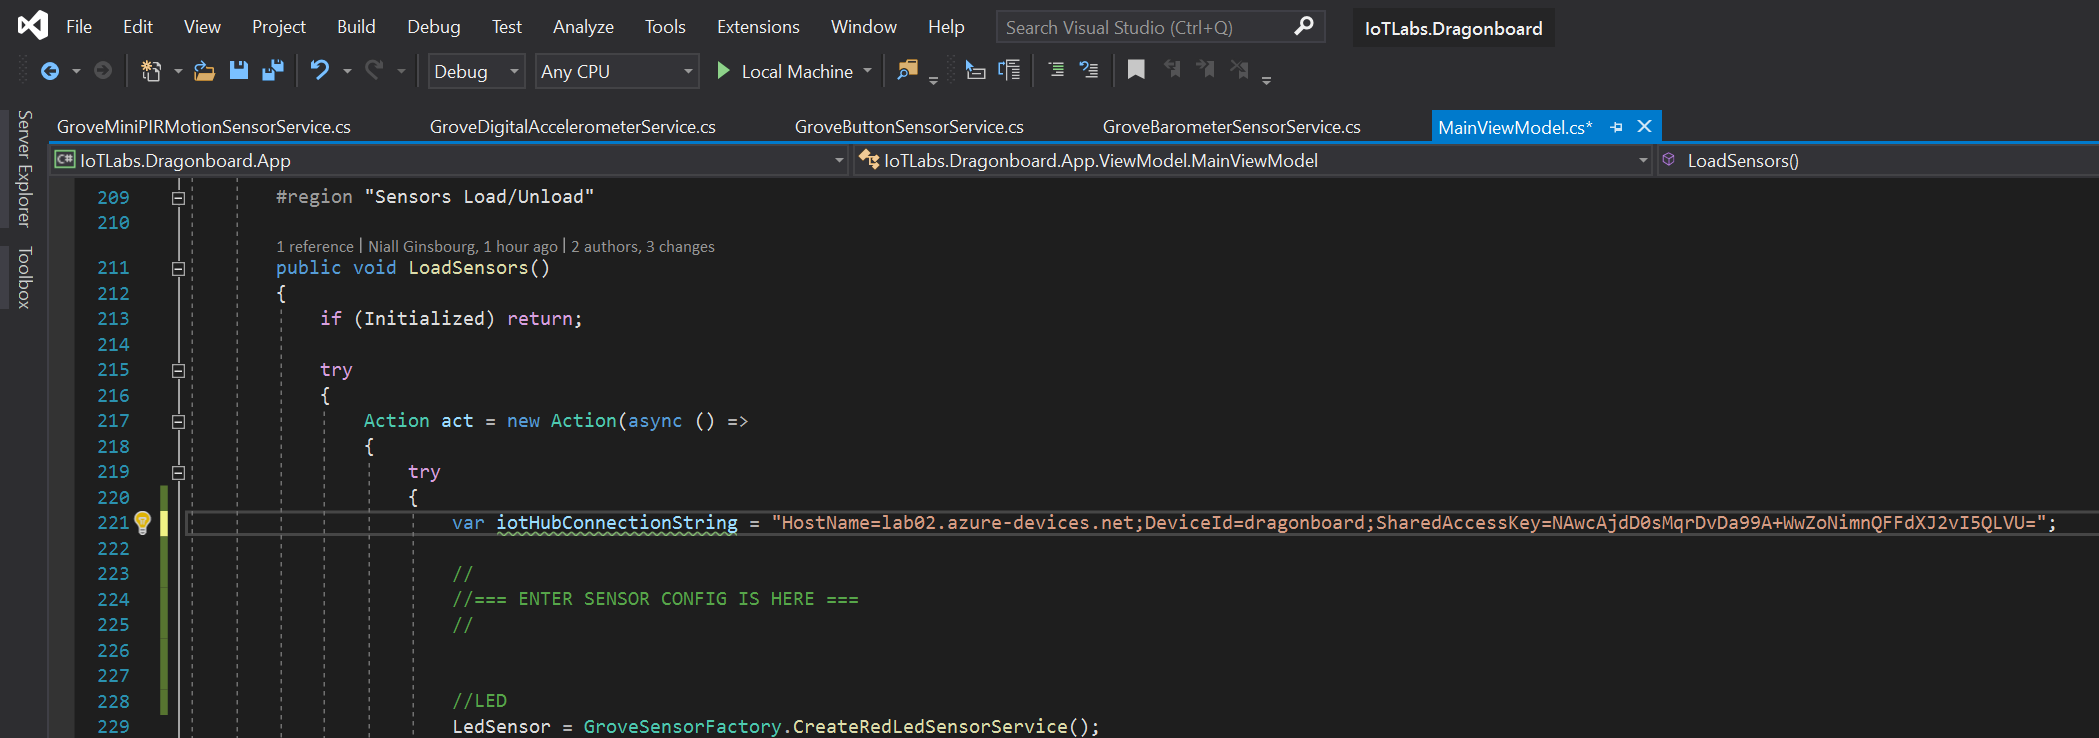 File Edit View Project Build Debug Test Analyze Tools Extensions Window Help Search Visual Studio (Ctrl+Q) IoTLabs.Dragonboard
Debug Any CPU Local Machine
Server Explorer
Toolbox
GroveMiniPIRMotionSensorService.cs GroveDigitalAccelerometerService.cs GroveButtonSensorService.cs GroveBarometerSensorService.cs MainViewModel.cs*
C# IoTLabs.Dragonboard.App IoTLabs.Dragonboard.App.ViewModel.MainViewModel LoadSensors()
209 #region "Sensors Load/Unload"
210
1 reference | Niall Ginsbourg, 1 hour ago | 2 authors, 3 changes
211 public void LoadSensors()
212 {
213 if (Initialized) return;
214
215 try
216 {
217 Action act = new Action(async () =>
218 {
219 try
220 {
221 var iotHubConnectionString = "HostName=lab02.azure-devices.net;DeviceId=dragonboard;SharedAccessKey=NAwcAjdD0sMqrDvDa99A+WwZoNimnQFFdXJ2vI5QLVU=";
222
223 //
224 //=== ENTER SENSOR CONFIG IS HERE ===
225 //
226
227
228 //LED
229 LedSensor = GroveSensorFactory.CreateRedLedSensorService();